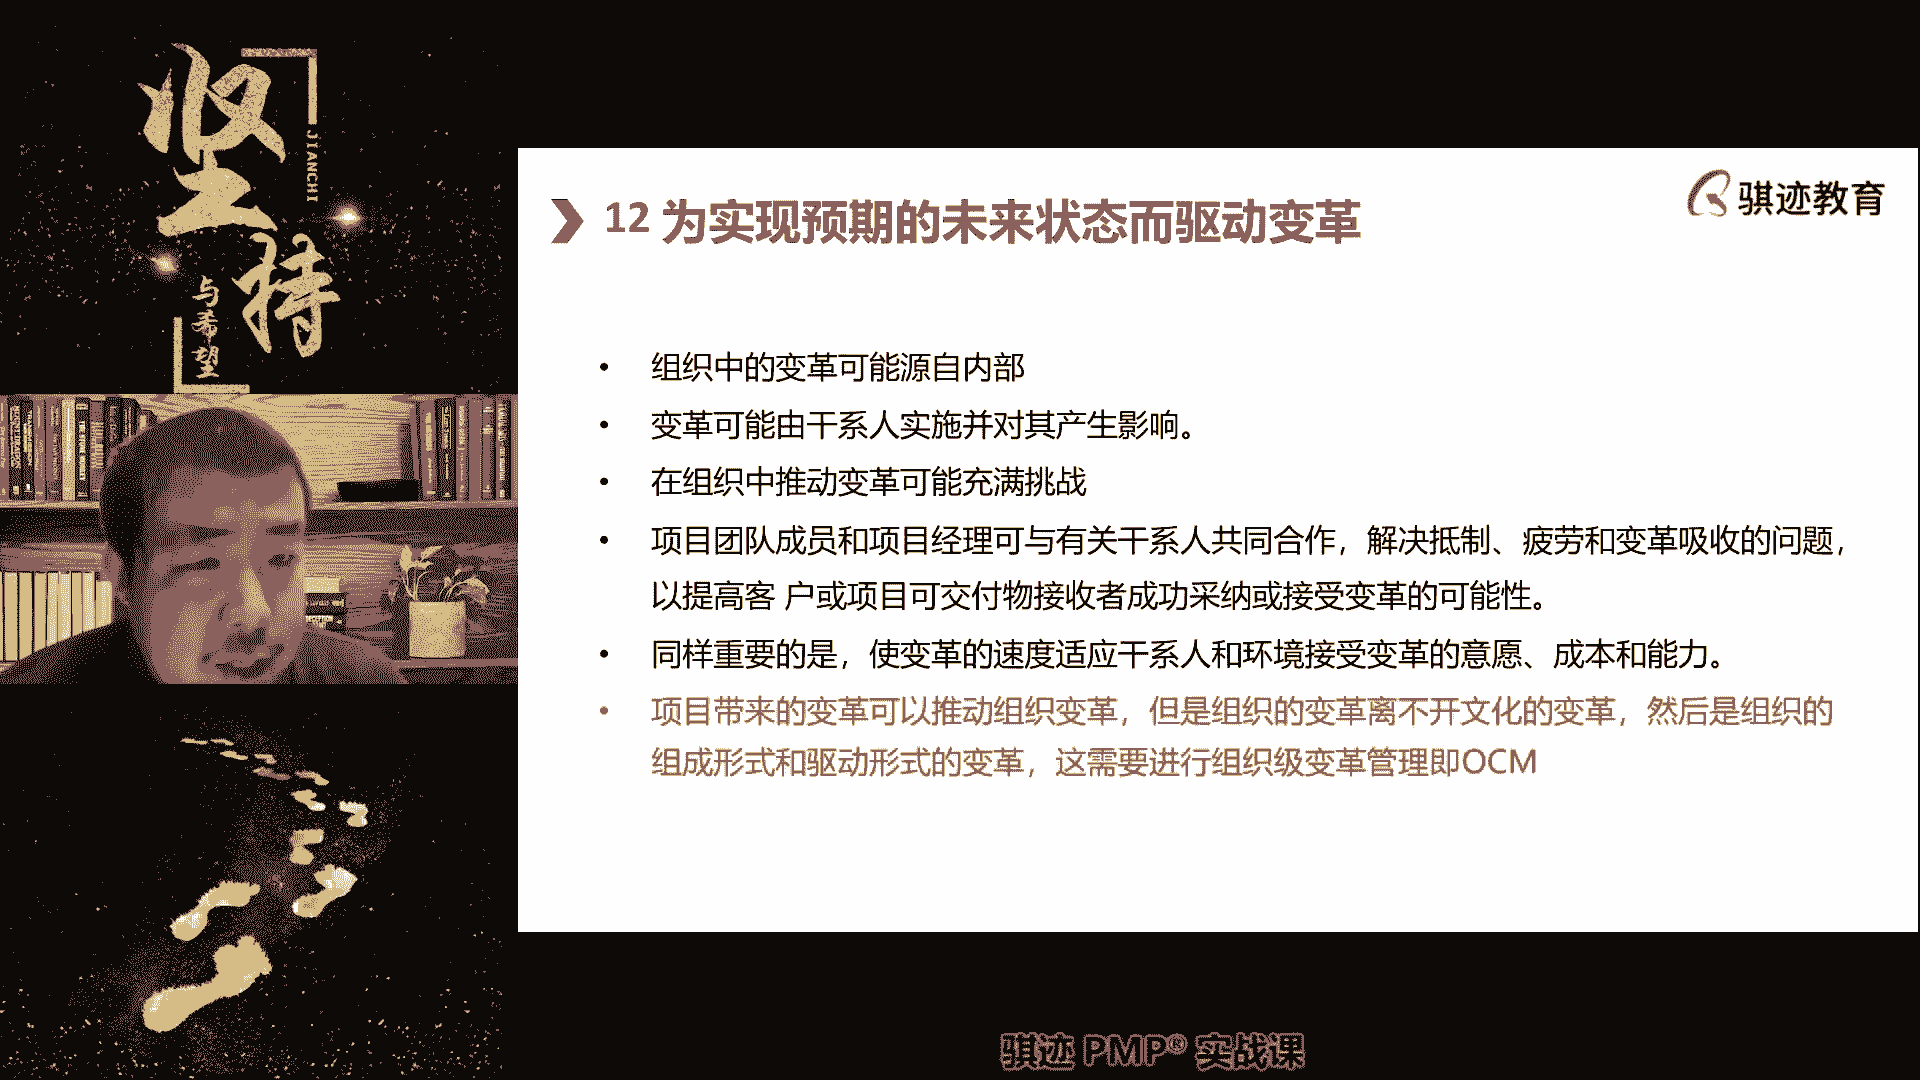 坚持
JIANCHI
与希望
骐迹教育
12 为实现预期的未来状态而驱动变革
• 组织中的变革可能源自内部
• 变革可能由干系人实施并对其产生影响。
• 在组织中推动变革可能充满挑战
• 项目团队成员和项目经理可与有关干系人共同合作，解决抵制、疲劳和变革吸收的问题，
以提高客 户或项目可交付物接收者成功采纳或接受变革的可能性。
• 同样重要的是，使变革的速度适应干系人和环境接受变革的意愿、成本和能力。
• 项目带来的变革可以推动组织变革，但是组织的变革离不开文化的变革，然后是组织的
组成形式和驱动形式的变革，这需要进行组织级变革管理即OCM
骐迹 PMP® 实战课